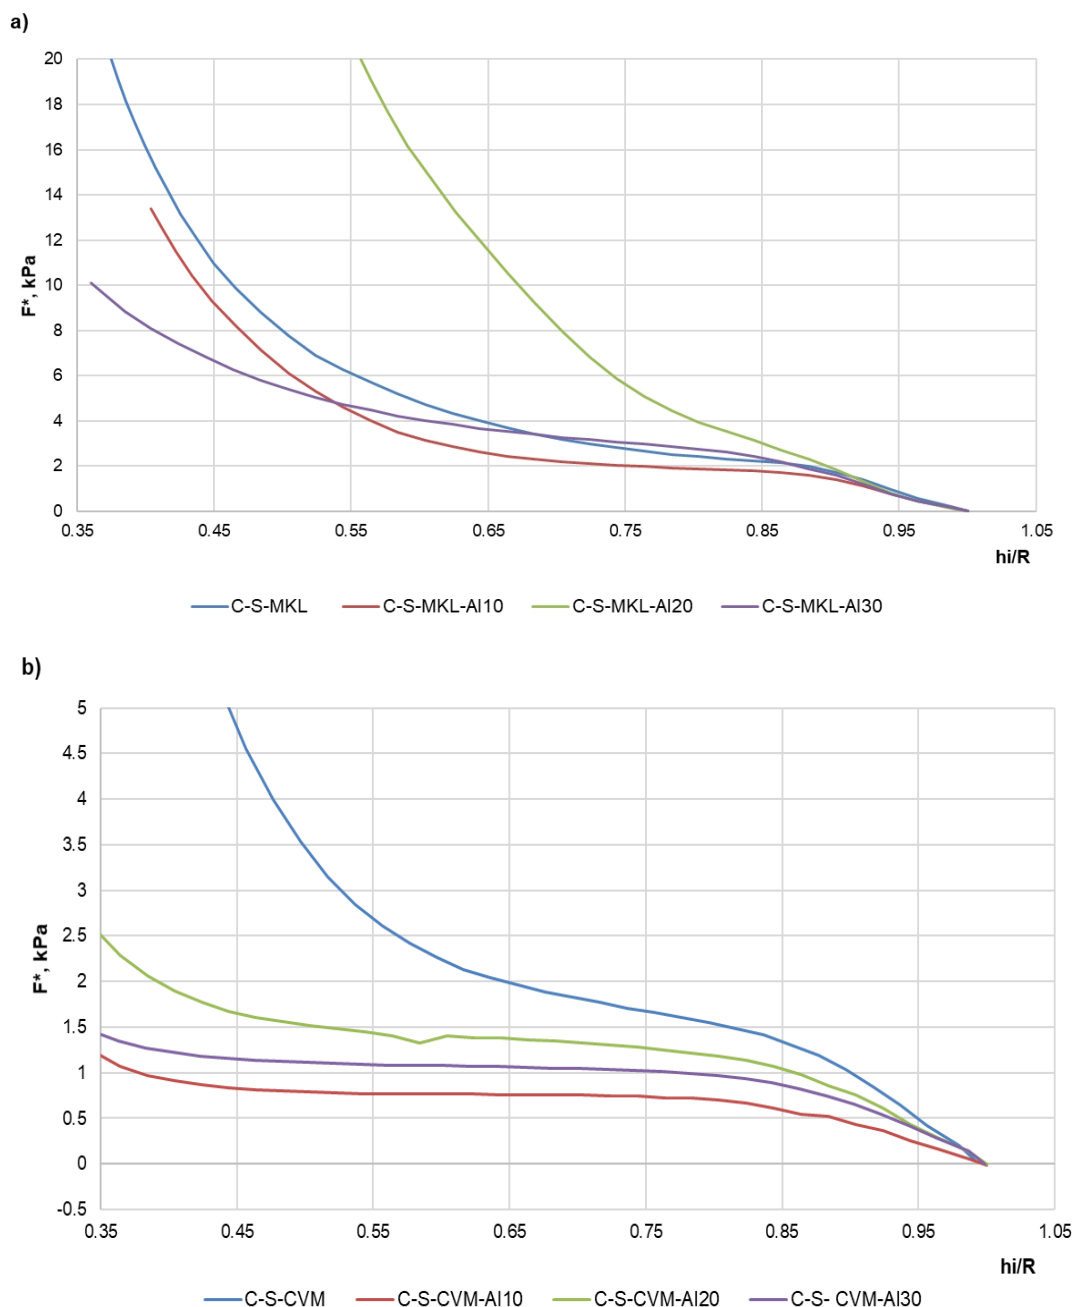 a)
20
18
16
14
12
10
8
6
4
2
0
F*, kPa
0.35 0.45 0.55 0.65 0.75 0.85 0.95 1.05
hi/R
C-S-MKL C-S-MKL-Al10 C-S-MKL-Al20 C-S-MKL-Al30
b)
5
4.5
4
3.5
3
2.5
2
1.5
1
0.5
0
-0.5
F*, kPa
0.35 0.45 0.55 0.65 0.75 0.85 0.95 1.05
hi/R
C-S-CVM C-S-CVM-Al10 C-S-CVM-Al20 C-S- CVM-Al30